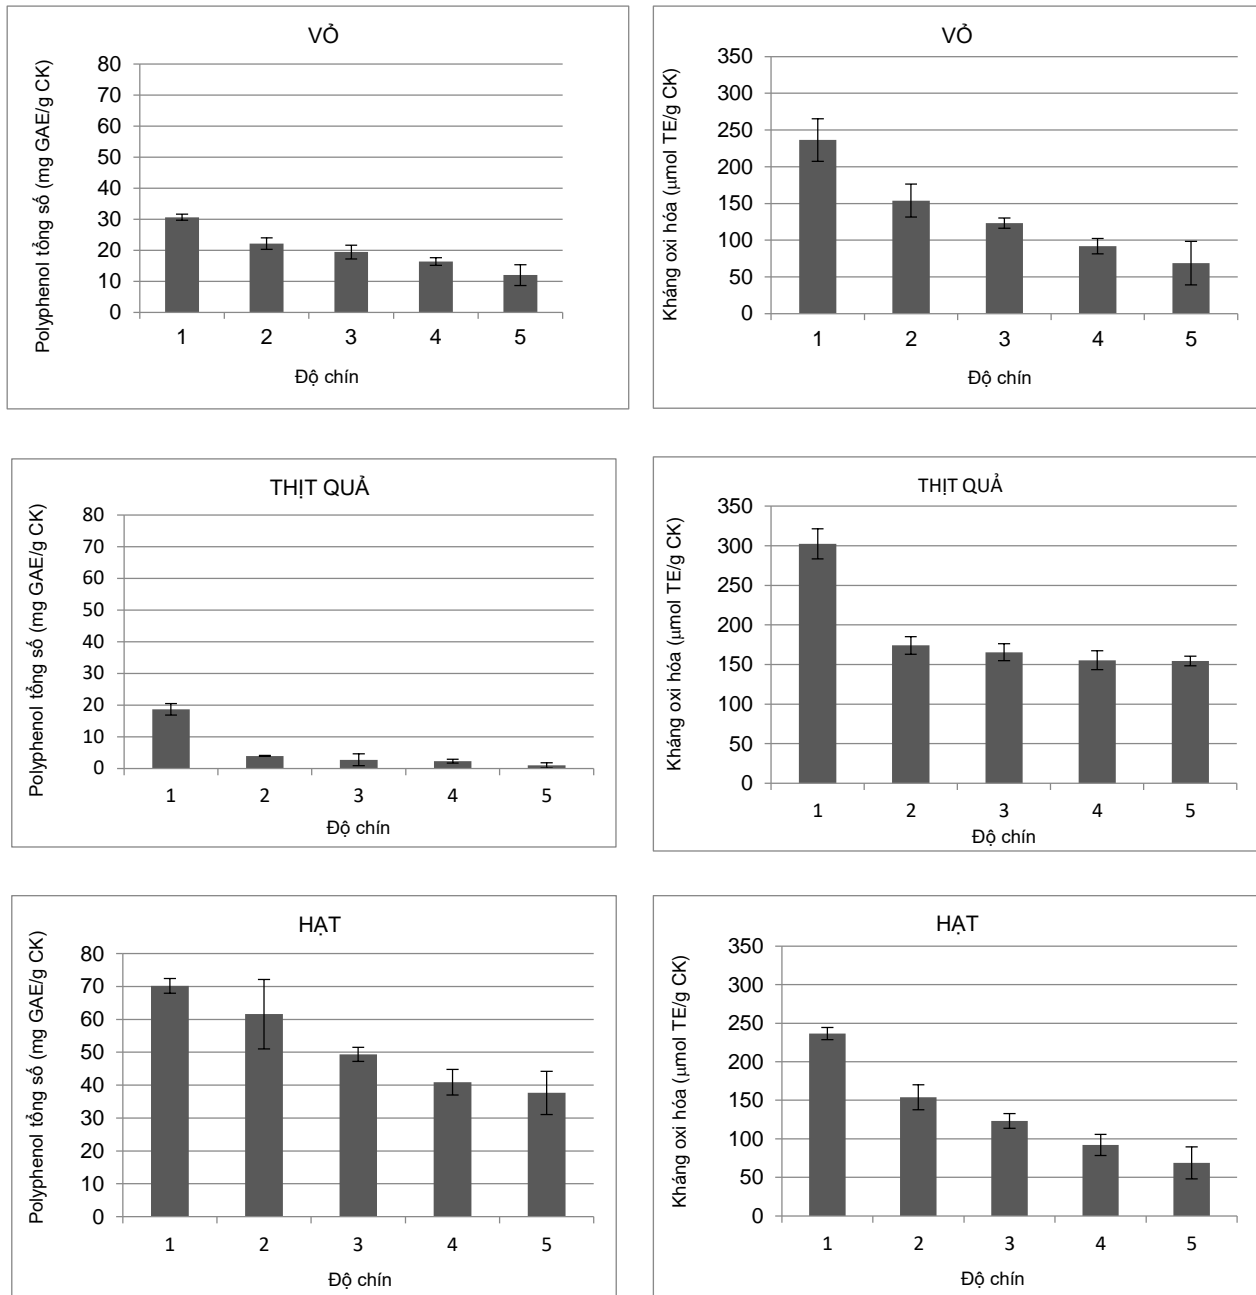 VỎ
Polyphenol tổng số (mg GAE/g CK)
80
70
60
50
40
30
20
10
0
1 2 3 4 5
Độ chín
VỎ
Kháng oxi hóa (µmol TE/g CK)
350
300
250
200
150
100
50
0
1 2 3 4 5
Độ chín
THỊT QUẢ
Polyphenol tổng số (mg GAE/g CK)
80
70
60
50
40
30
20
10
0
1 2 3 4 5
Độ chín
THỊT QUẢ
Kháng oxi hóa (µmol TE/g CK)
350
300
250
200
150
100
50
0
1 2 3 4 5
Độ chín
HẠT
Polyphenol tổng số (mg GAE/g CK)
80
70
60
50
40
30
20
10
0
1 2 3 4 5
Độ chín
HẠT
Kháng oxi hóa (µmol TE/g CK)
350
300
250
200
150
100
50
0
1 2 3 4 5
Độ chín